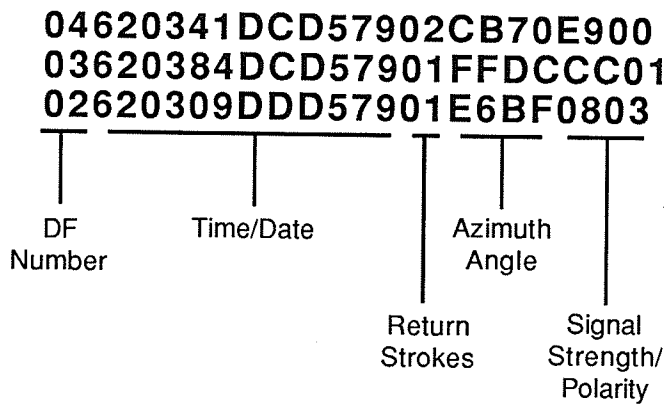 04620341DCD57902CB70E900
03620384DCD57901FFDCCC01
02620309DDD57901E6BF0803
DF
Number
Time/Date
Azimuth
Angle
Return
Strokes
Signal
Strength/
Polarity